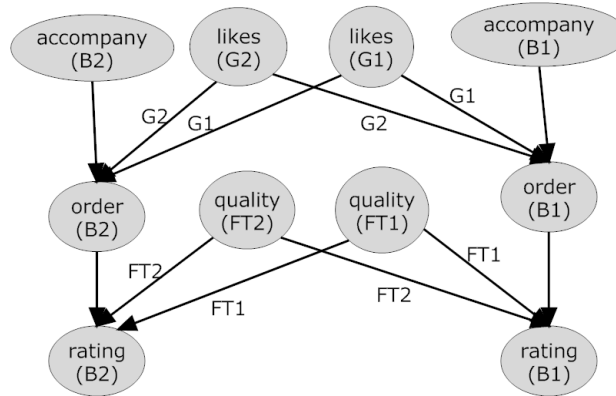 accompany
(B2)
likes
(G2)
likes
(G1)
accompany
(B1)
G2
G1
G2
G1
order
(B2)
quality
(FT2)
quality
(FT1)
order
(B1)
FT2
FT1
FT2
FT1
rating
(B2)
rating
(B1)